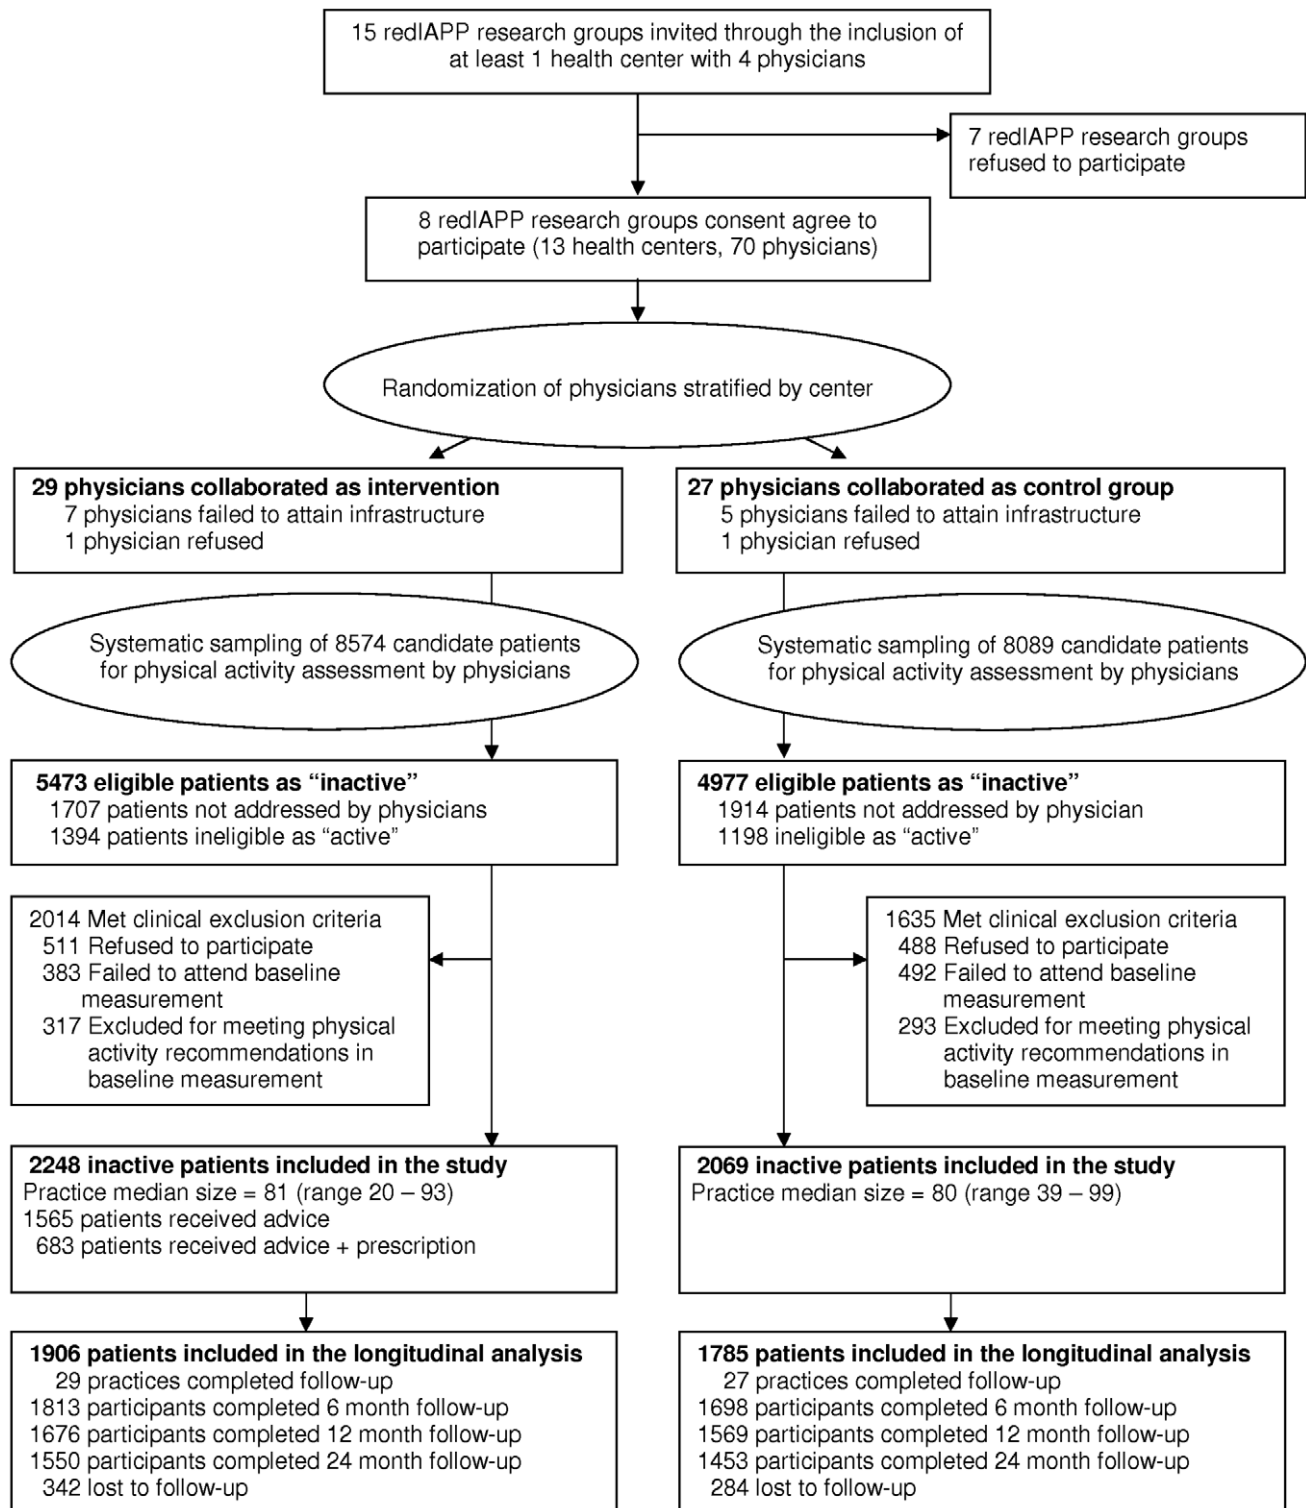 15 redIAPP research groups invited through the inclusion of
at least 1 health center with 4 physicians
7 redIAPP research groups
refused to participate
8 redIAPP research groups consent agree to
participate (13 health centers, 70 physicians)
Randomization of physicians stratified by center
29 physicians collaborated as intervention
7 physicians failed to attain infrastructure
1 physician refused
27 physicians collaborated as control group
5 physicians failed to attain infrastructure
1 physician refused
Systematic sampling of 8574 candidate patients
for physical activity assessment by physicians
Systematic sampling of 8089 candidate patients
for physical activity assessment by physicians
5473 eligible patients as “inactive”
1707 patients not addressed by physicians
1394 patients ineligible as “active”
4977 eligible patients as “inactive”
1914 patients not addressed by physician
1198 ineligible as “active”
2014 Met clinical exclusion criteria
511 Refused to participate
383 Failed to attend baseline
measurement
317 Excluded for meeting physical
activity recommendations in
baseline measurement
1635 Met clinical exclusion criteria
488 Refused to participate
492 Failed to attend baseline
measurement
293 Excluded for meeting physical
activity recommendations in
baseline measurement
2248 inactive patients included in the study
Practice median size = 81 (range 20 – 93)
1565 patients received advice
683 patients received advice + prescription
2069 inactive patients included in the study
Practice median size = 80 (range 39 – 99)
1906 patients included in the longitudinal analysis
29 practices completed follow-up
1813 participants completed 6 month follow-up
1676 participants completed 12 month follow-up
1550 participants completed 24 month follow-up
342 lost to follow-up
1785 patients included in the longitudinal analysis
27 practices completed follow-up
1698 participants completed 6 month follow-up
1569 participants completed 12 month follow-up
1453 participants completed 24 month follow-up
284 lost to follow-up